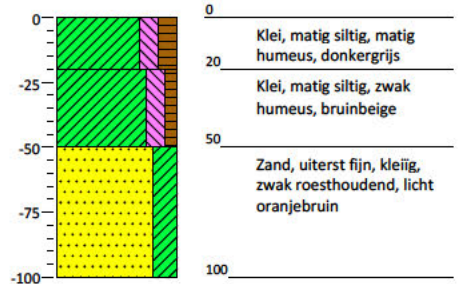 0
-25
-50
-75
-100
0
Klei, matig siltig, matig
humeus, donkergrijs
20
Klei, matig siltig, zwak
humeus, bruinbeige
50
Zand, uiterst fijn, kleiïg,
zwak roesthoudend, licht
oranjebruin
100